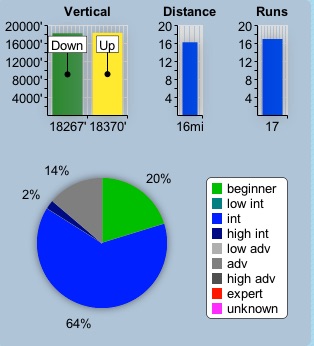 Vertical
20000'
16000'
12000'
8000'
4000'
Down
Up
18267' 18370'
Distance
20
16
12
8
4
16mi
Runs
20
16
12
8
4
17
14%
20%
2%
64%
beginner
low int
int
high int
low adv
adv
high adv
expert
unknown